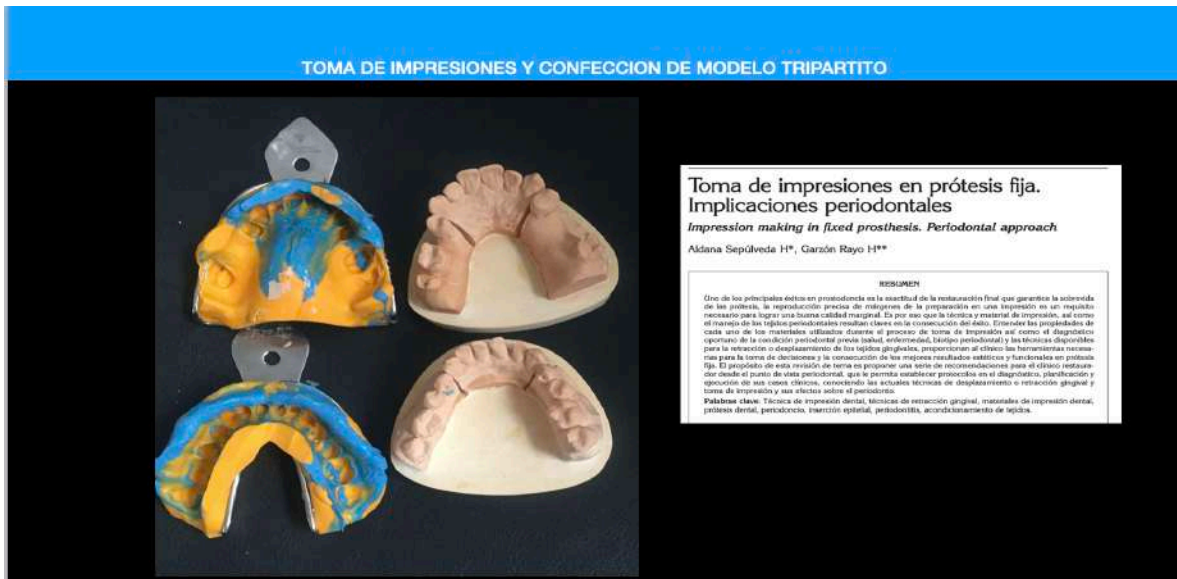 TOMA DE IMPRESIONES Y CONFECCION DE MODELO TRIPARTITO
Toma de impresiones en prótesis fija.
Implicaciones periodontales
Impression making in fixed prosthesis. Periodontal approach
Aldana Sepúlveda H*, Garzón Rayo H**
RESUMEN
Uno de los principales éxitos en prostodoncia es la exactitud de la restauración final que garantice la sobrevida
de las prótesis, la reproducción precisa de márgenes de la preparación en una impresión es un requisito
necesario para lograr una buena calidad marginal. Es por eso que la técnica y material de impresión, así como
el manejo de los tejidos periodontales resultan claves en la consecución del éxito. Entender las propiedades de
cada uno de los materiales utilizados durante el proceso de toma de impresión así como el diagnóstico
oportuno de la condición periodontal previa (salud, enfermedad, biotipo periodontal) y las técnicas disponibles
para la retracción o desplazamiento de los tejidos gingivales, proporcionan al clínico las herramientas necesa-
rias para la toma de decisiones y la consecución de los mejores resultados estéticos y funcionales en prótesis
fija. El propósito de esta revisión de tema es proponer una serie de recomendaciones para el clínico restaura-
dor desde el punto de vista periodontal, que le permita establecer protocolos en el diagnóstico, planificación y
ejecución de sus casos clínicos, conociendo las actuales técnicas de desplazamiento o retracción gingival y
toma de impresión y sus efectos sobre el periodonto.
Palabras clave: Técnica de impresión dental, técnicas de retracción gingival, materiales de impresión dental,
prótesis dental, periodoncio, inserción epitelial, periodontitis, acondicionamiento de tejidos.